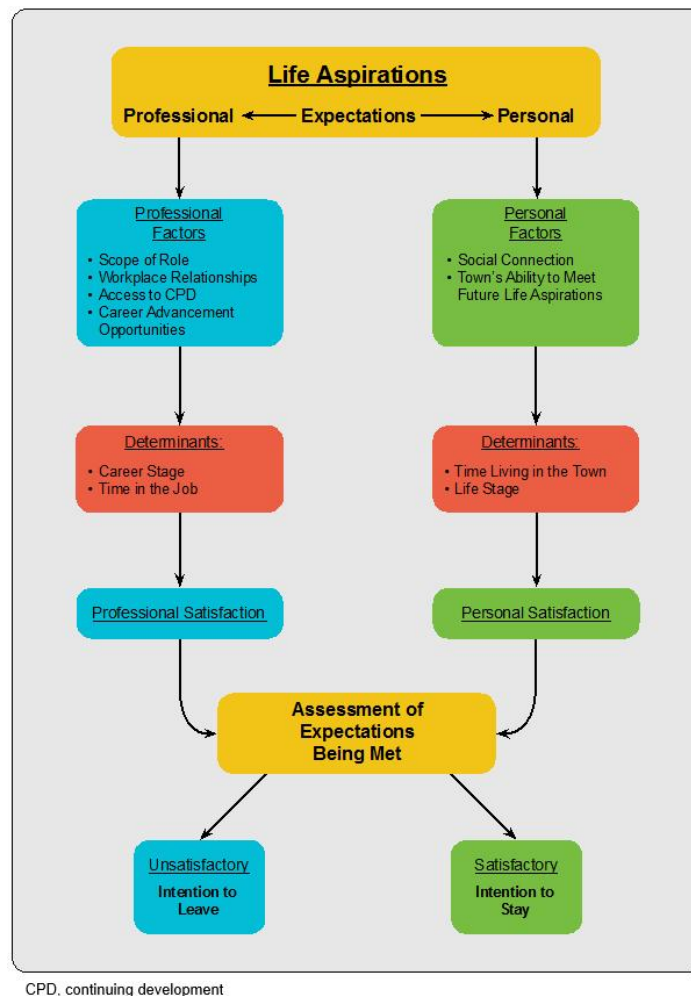 Life Aspirations
Professional Expectations Personal
Professional
Factors
• Scope of Role
• Workplace Relationships
• Access to CPD
• Career Advancement
Opportunities
Personal
Factors
• Social Connection
• Town's Ability to Meet
Future Life Aspirations
Determinants:
• Career Stage
• Time in the Job
Determinants:
• Time Living in the Town
• Life Stage
Professional Satisfaction
Personal Satisfaction
Assessment of
Expectations
Being Met
Unsatisfactory
Intention to
Leave
Satisfactory
Intention to
Stay
CPD, continuing development